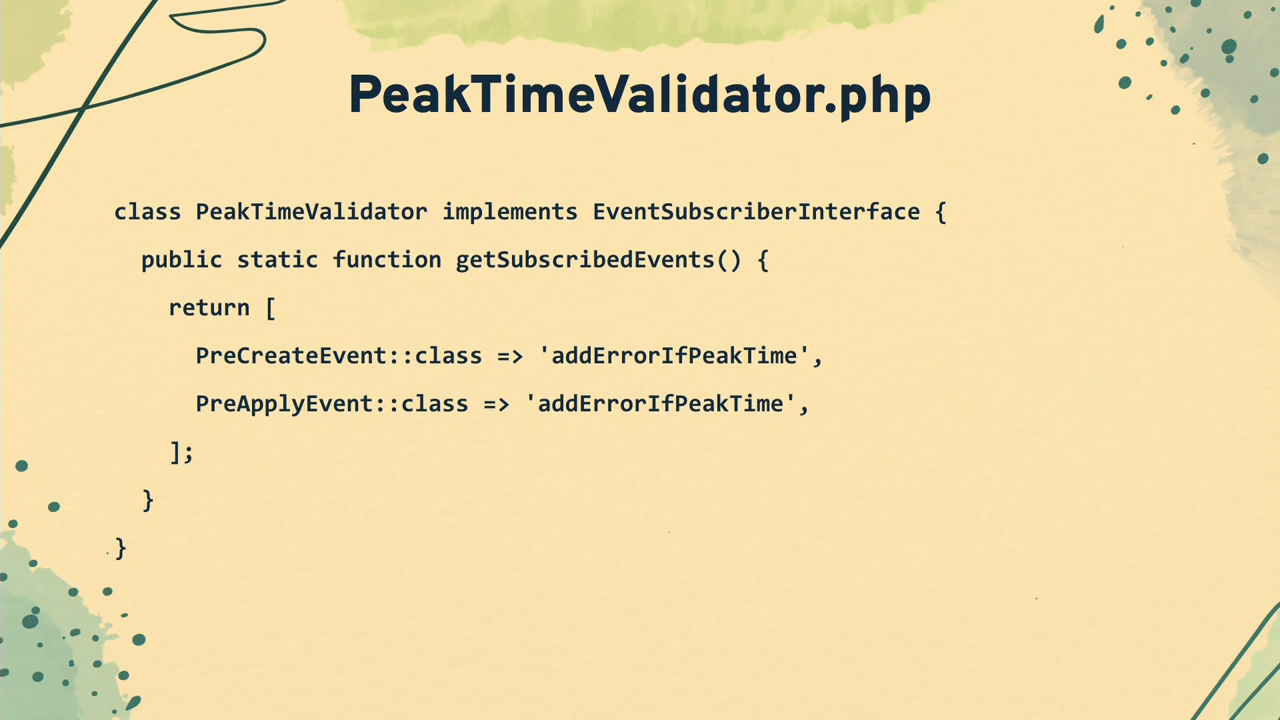 PeakTimeValidator.php
class PeakTimeValidator implements EventSubscriberInterface {
  public static function getSubscribedEvents() {
    return [
      PreCreateEvent::class => 'addErrorIfPeakTime',
      PreApplyEvent::class => 'addErrorIfPeakTime',
    ];
  }
}